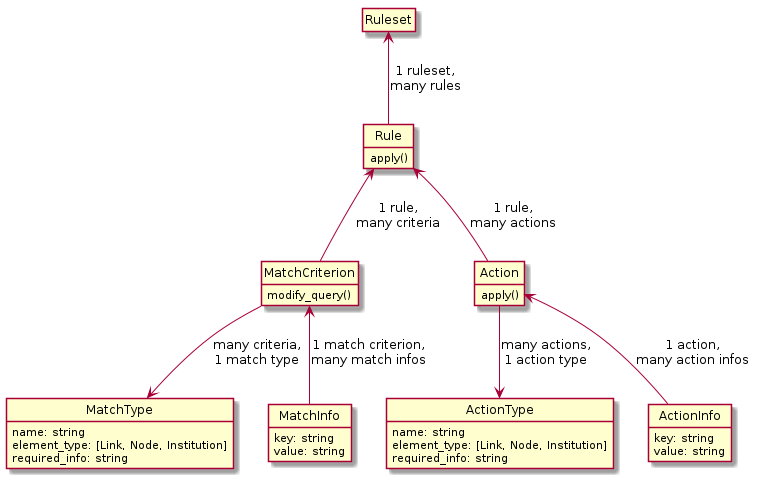 Ruleset
1 ruleset,
many rules
Rule
apply()
1 rule,
many criteria
1 rule,
many actions
MatchCriterion
modify_query()
Action
apply()
many criteria,
1 match type
1 match criterion,
many match infos
many actions,
1 action type
1 action,
many action infos
MatchType
name: string
element_type: [Link, Node, Institution]
required_info: string
MatchInfo
key: string
value: string
ActionType
name: string
element_type: [Link, Node, Institution]
required_info: string
ActionInfo
key: string
value: string